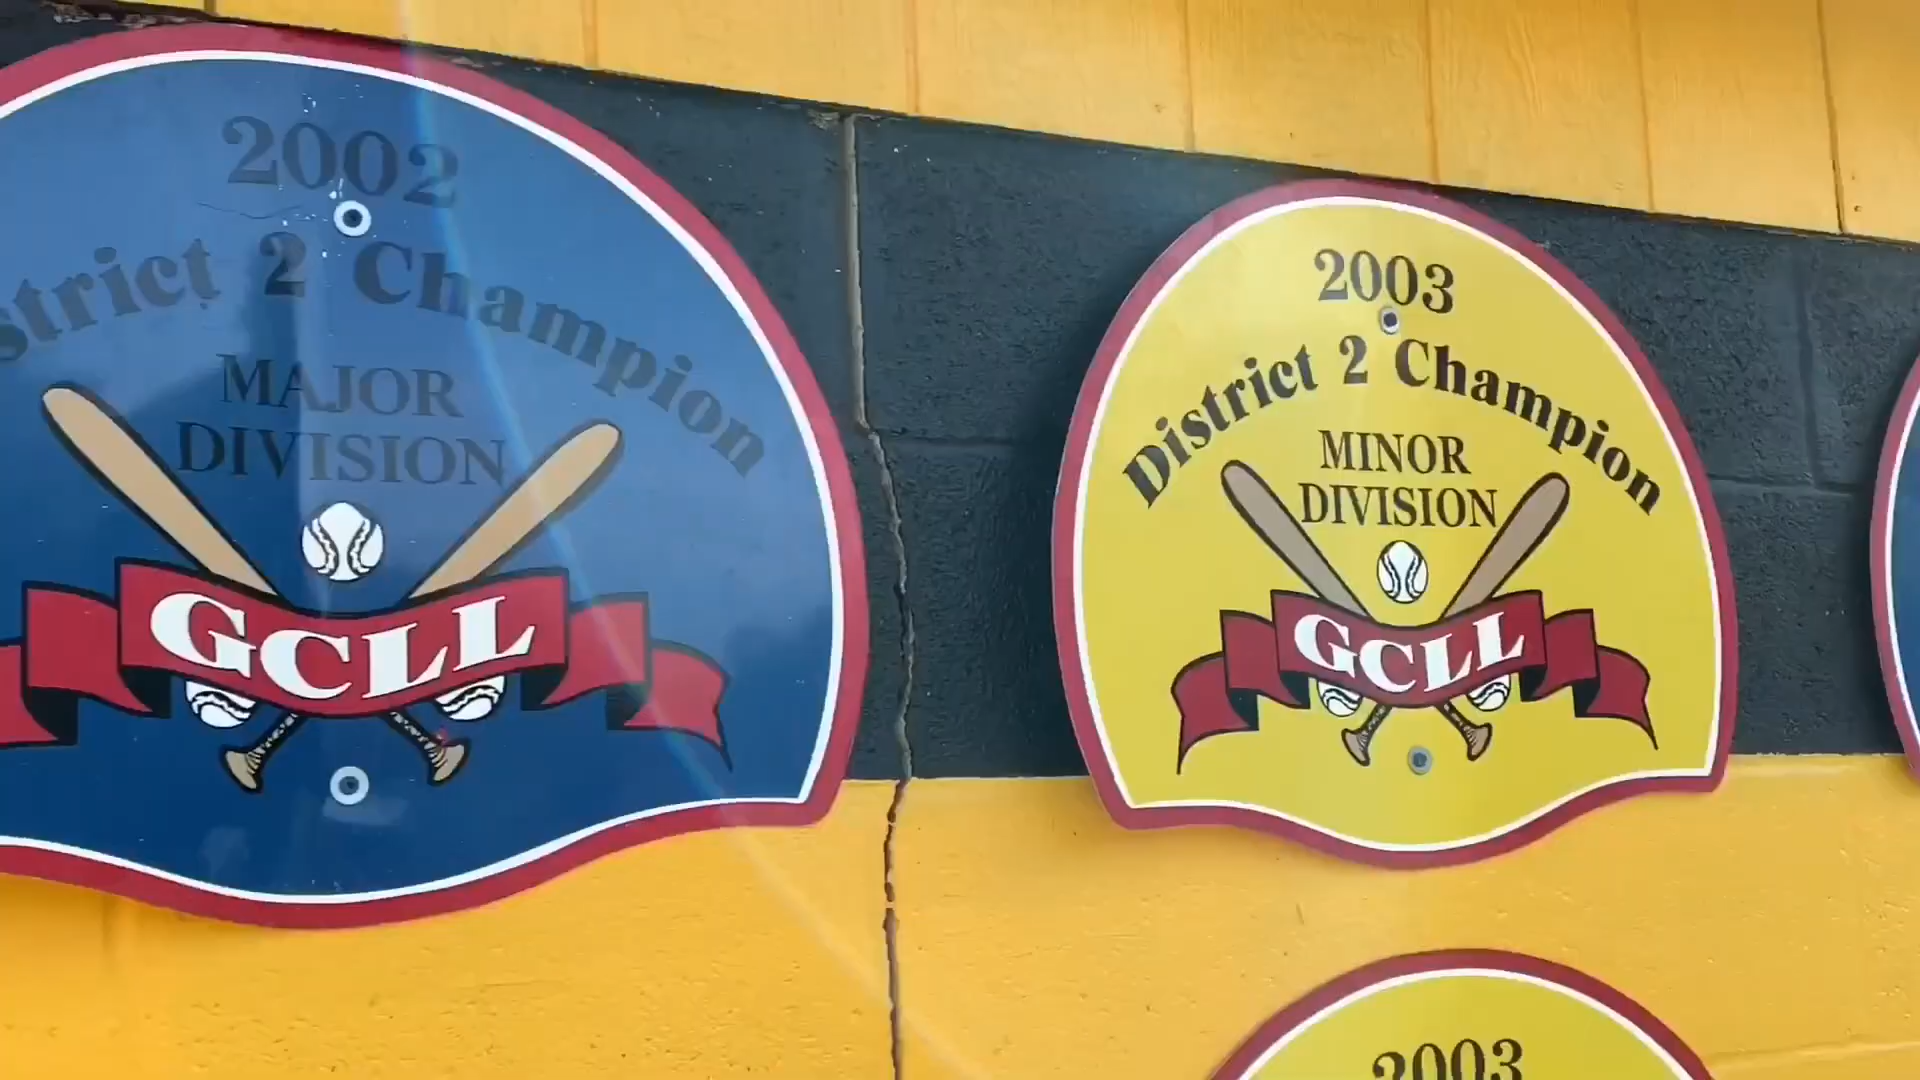 2002
strict 2 Champion
MAJOR
DIVISION
GCLL
2003
District 2 Champion
MINOR
DIVISION
GCLL
2003